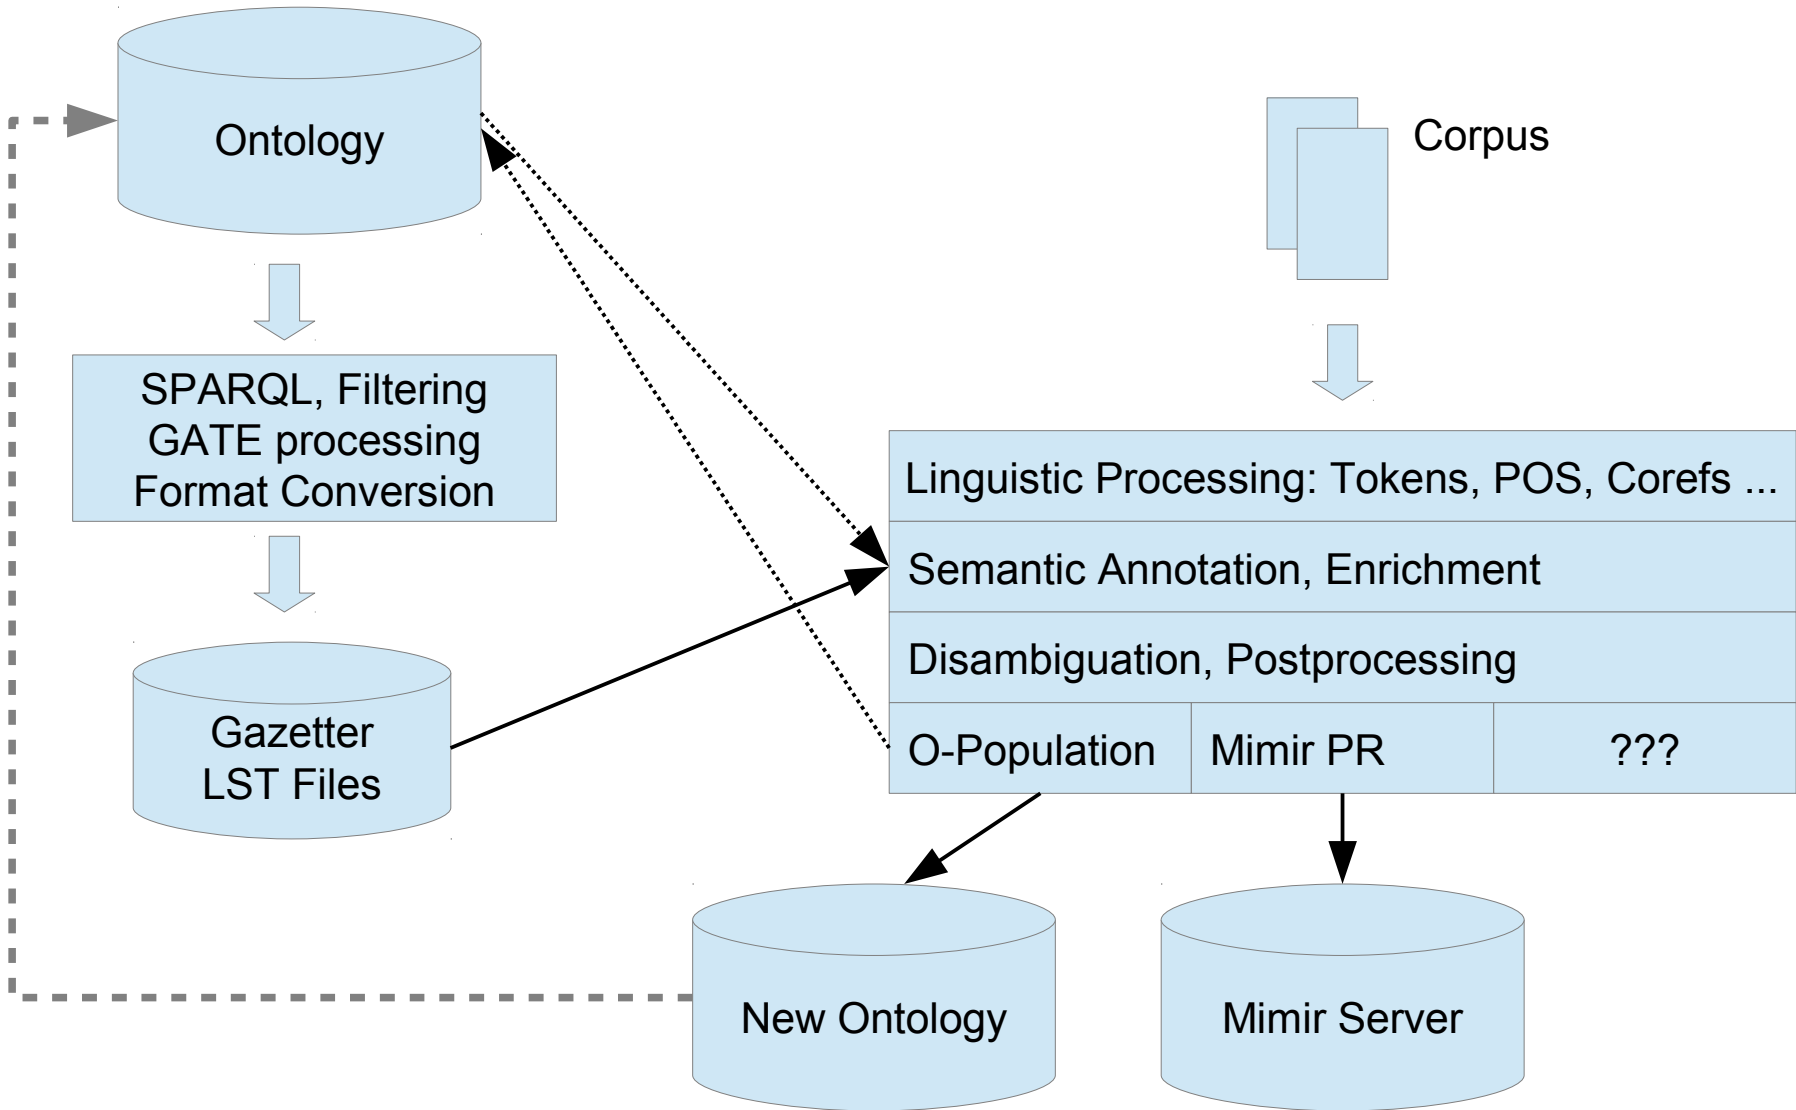 Ontology
Corpus
SPARQL, Filtering
GATE processing
Format Conversion
Linguistic Processing: Tokens, POS, Corefs ...
Semantic Annotation, Enrichment
Disambiguation, Postprocessing
O-Population
Mimir PR
???
Gazetter
LST Files
New Ontology
Mimir Server